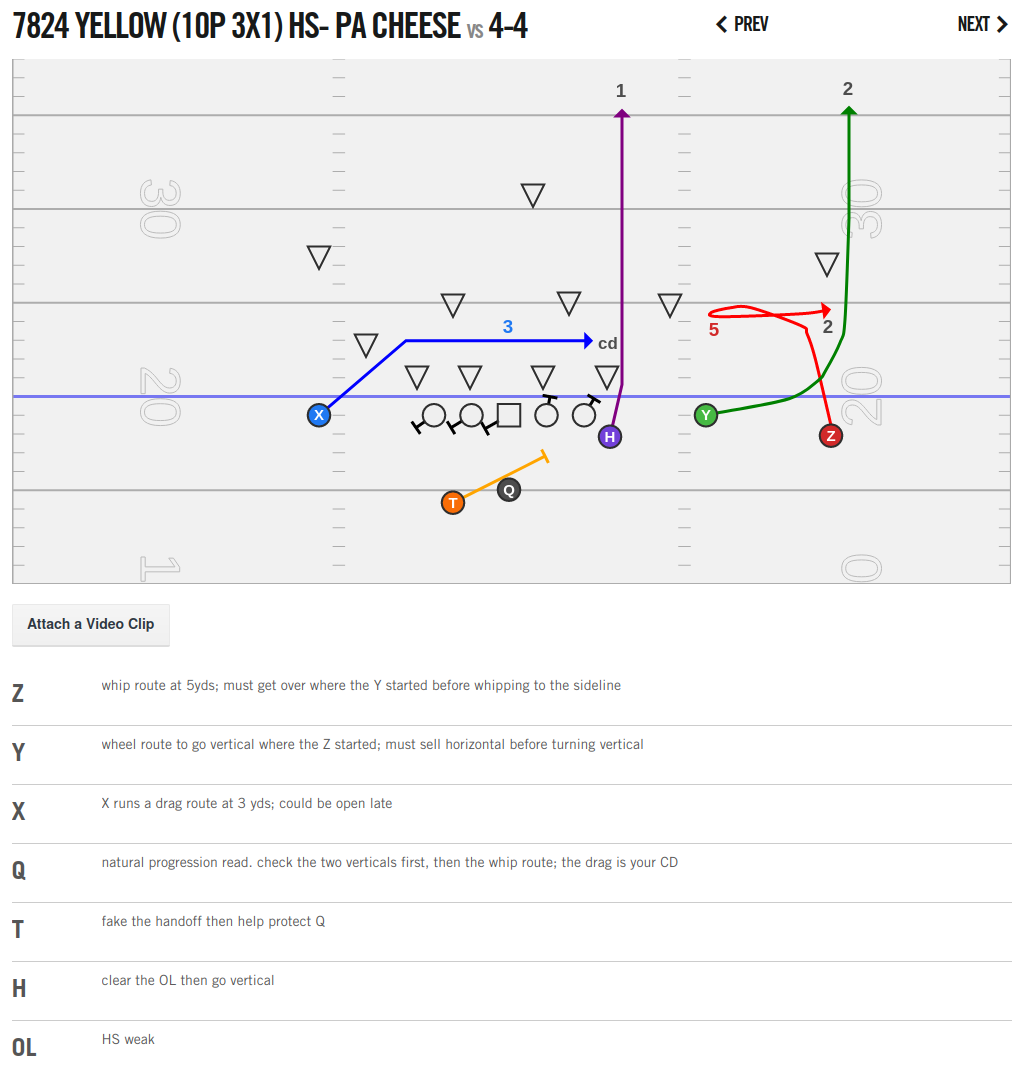 7824 YELLOW (10P 3X1) HS- PA CHEESE vs 4-4
PREV
NEXT
1
2
30
30
3
cd
5
2
20
20
X
Y
H
Z
T
Q
1
0
Attach a Video Clip
Z whip route at 5yds; must get over where the Y started before whipping to the sideline
Y wheel route to go vertical where the Z started; must sell horizontal before turning vertical
X X runs a drag route at 3 yds; could be open late
Q natural progression read. check the two verticals first, then the whip route; the drag is your CD
T fake the handoff then help protect Q
H clear the OL then go vertical
OL HS weak